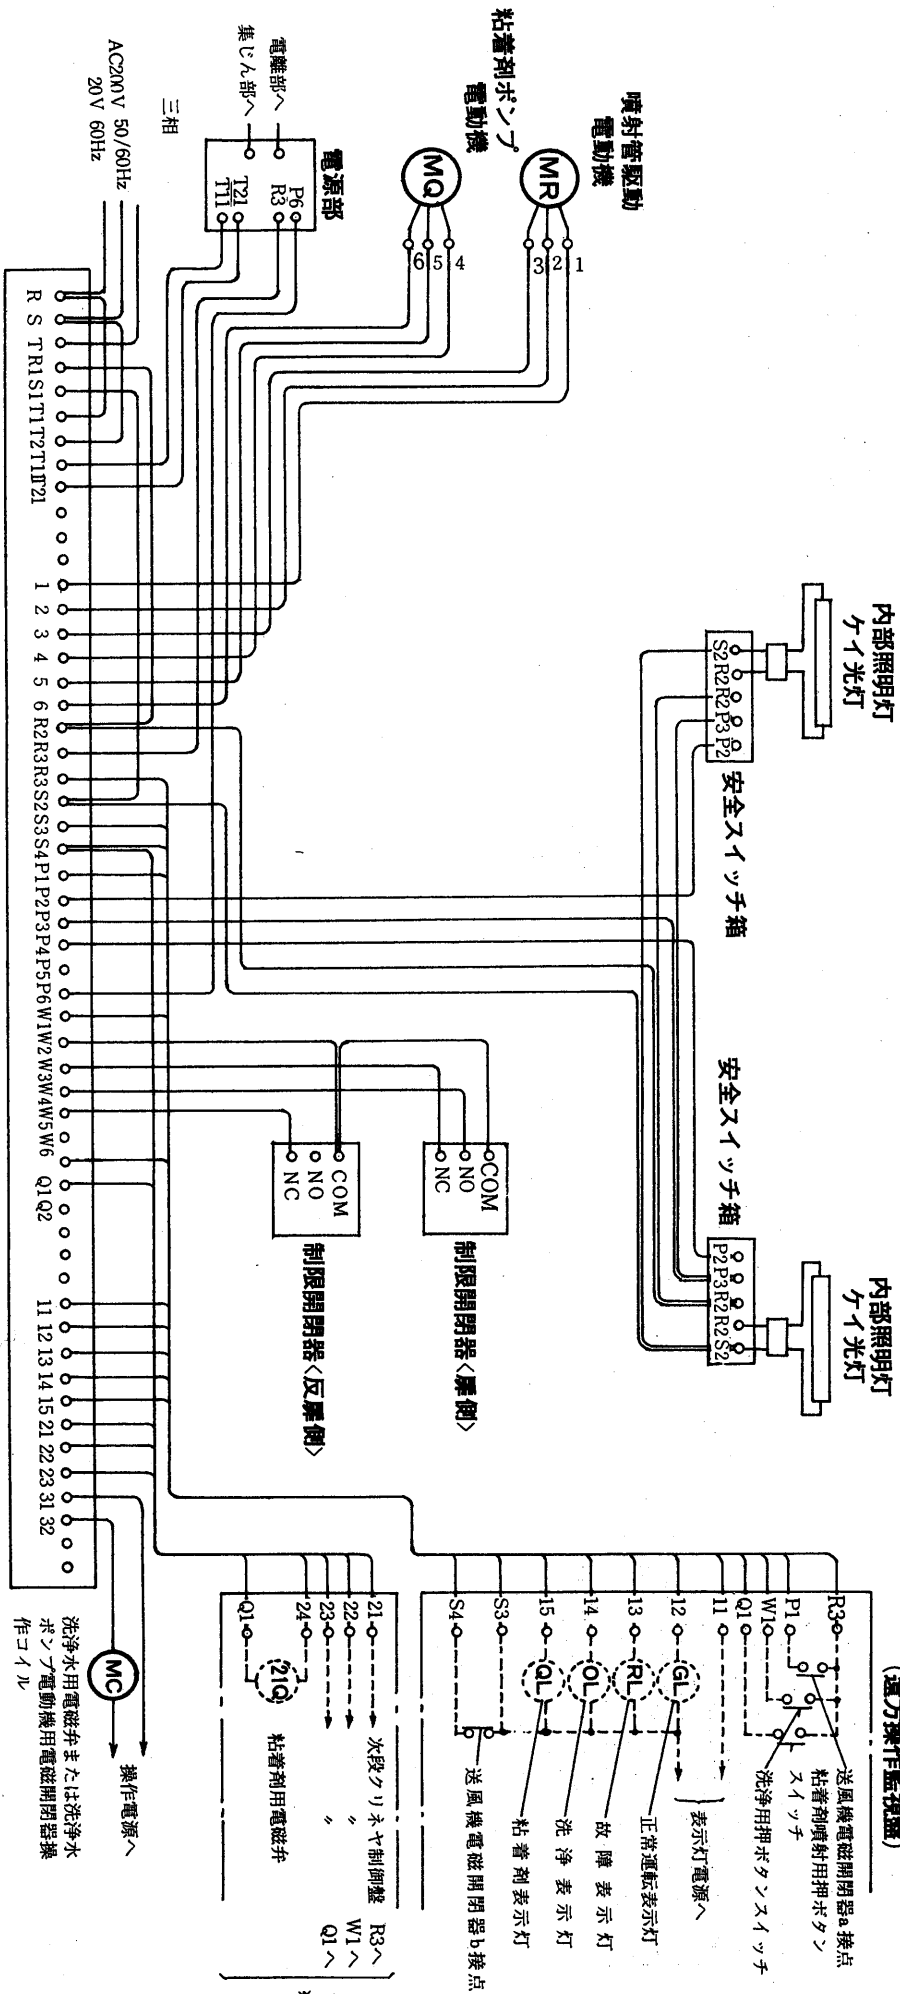 (遠方操作監視盤)
内部照明灯
ケイ光灯
内部照明灯
ケイ光灯
噴射管駆動
電動機
MR
1
2
3
粘着剤ポンプ
電動機
MQ
4
5
6
電源部
P6
R3
T21
T11
電離部へ
集じん部へ
三相
AC200V 50/60Hz
20V 60Hz
安全スイッチ箱
S2 R2 R2 P3 P2
安全スイッチ箱
P2 P3 R2 R2 S2
COM
NO
NC
制限開閉器<扉側>
COM
NO
NC
制限開閉器<反扉側>
R S T R1 S1 T1 T2 T11 T21
1 2 3 4 5 6 R2 R3 R3 S2 S3 S4 P1 P2 P3 P4 P5 P6 W1 W2 W3 W4 W5 W6
Q1 Q2
11 12 13 14 15 21 22 23 31 32
R3
P1
W1
Q1
11
12
13
14
15
S3
S4
GL
RL
OL
QL
送風機電磁開閉器a接点
粘着剤噴射用押ボタン
スイッチ
洗浄用押ボタンスイッチ
表示灯電源へ
正常運転表示灯
故障表示灯
洗浄表示灯
粘着剤表示灯
送風機電磁開閉器b接点
21
22
23
24
Q1
21Q
次段クリネヤ制御盤 R3へ
〃 W1へ
〃 Q1へ
粘着剤用電磁弁
操作電源へ
MC
洗浄水用電磁弁または洗浄水
ポンプ電動機用電磁開閉器操
作コイル